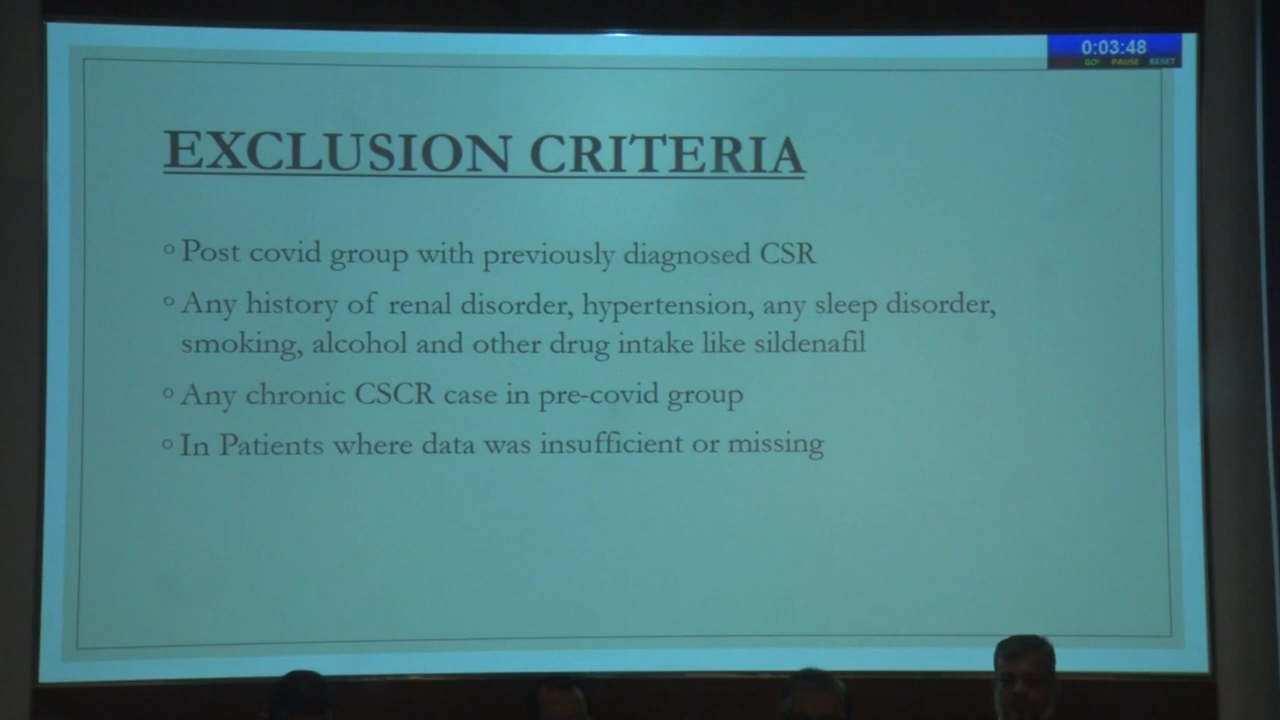 0:03:48
GO! PAUSE RESET
EXCLUSION CRITERIA
° Post covid group with previously diagnosed CSR
° Any history of renal disorder, hypertension, any sleep disorder,
smoking, alcohol and other drug intake like sildenafil
° Any chronic CSCR case in pre-covid group
° In Patients where data was insufficient or missing